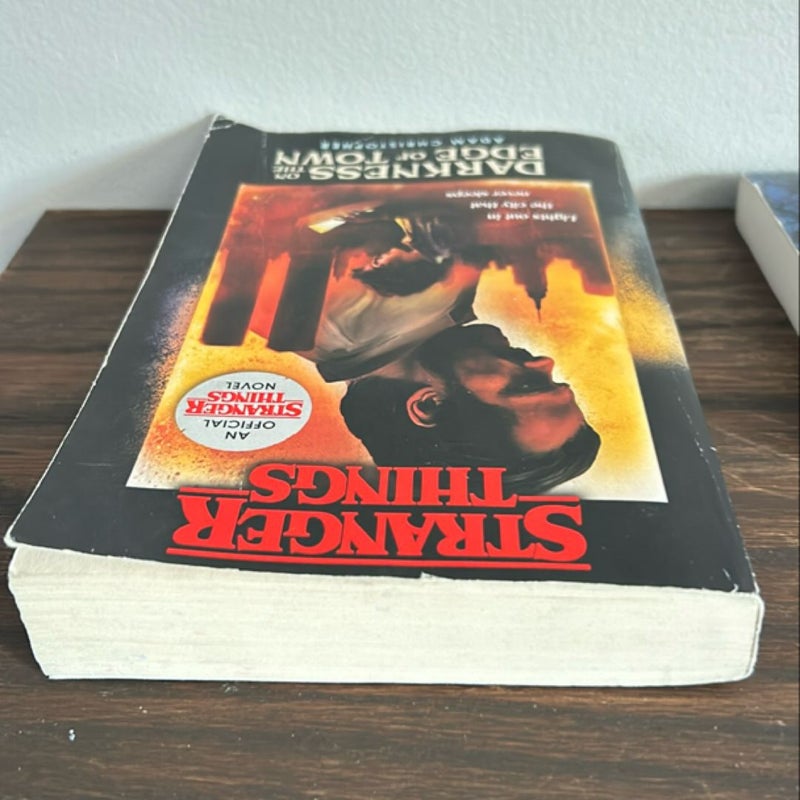 STRANGER
THINGS
AN
OFFICIAL
STRANGER
THINGS
NOVEL
Lights out in
the city that
never sleeps
DARKNESS ON THE
EDGE OF TOWN
ADAM CHRISTOPHER